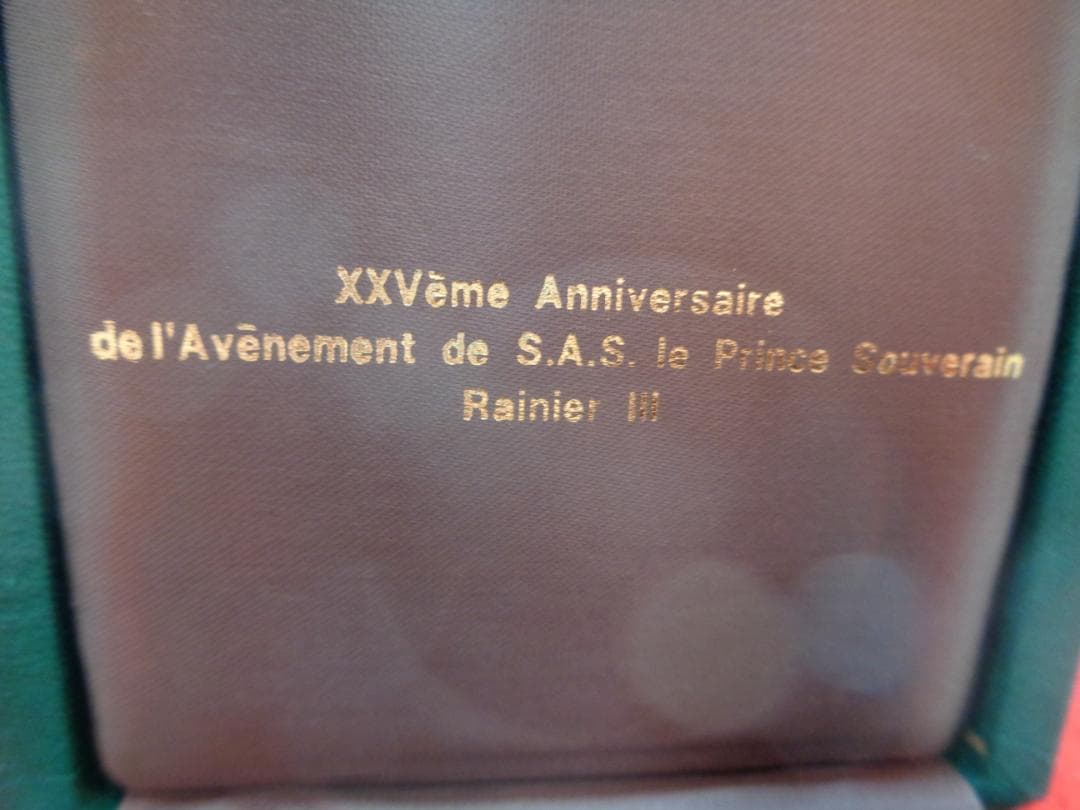 XXVème Anniversaire
de l'Avènement de S.A.S. le Prince Souverain
Rainier III